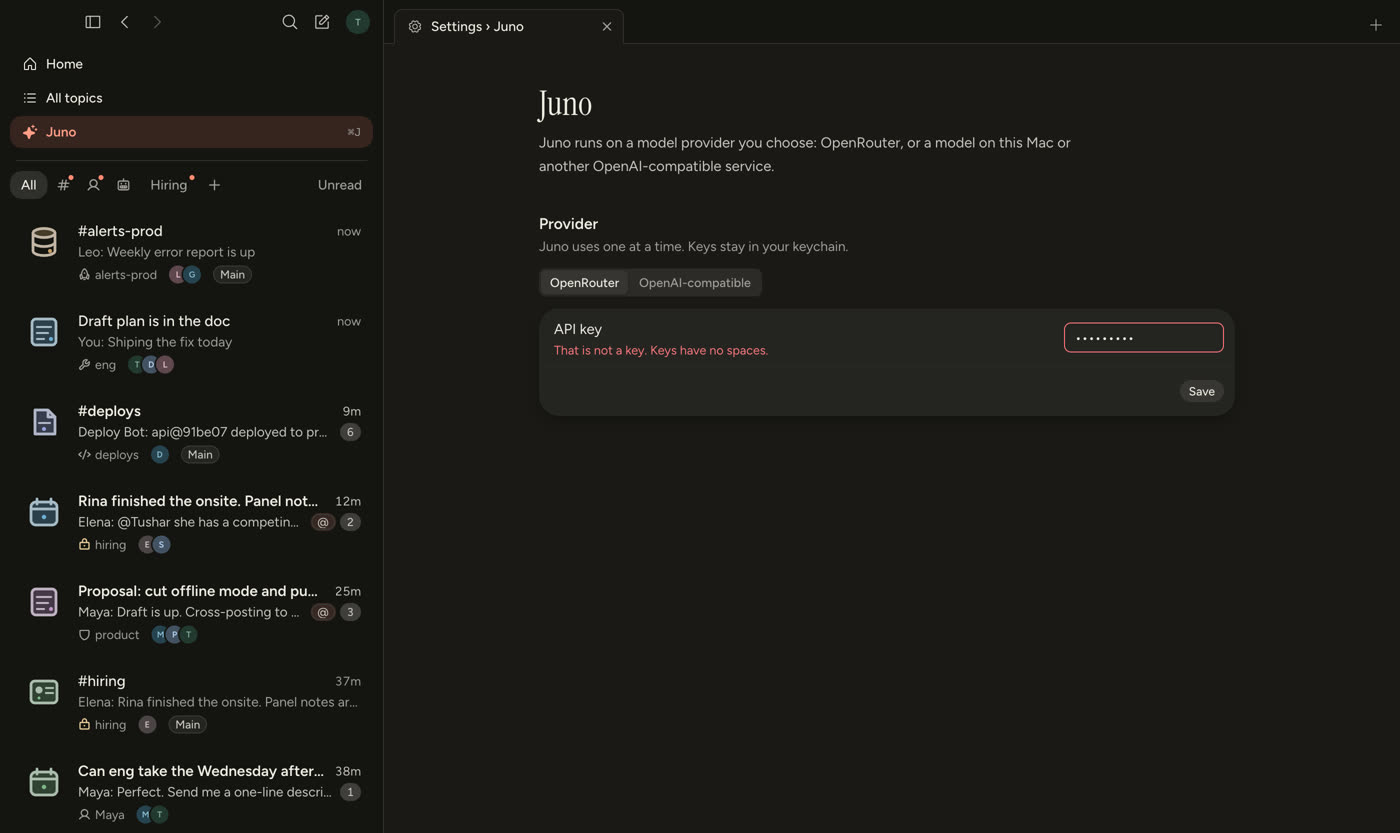 T
Settings › Juno
Home
All topics
Juno
⌘J
All
Hiring
Unread
#alerts-prod
now
Leo: Weekly error report is up
alerts-prod
L
G
Main
Draft plan is in the doc
now
You: Shiping the fix today
eng
T
D
L
#deploys
9m
Deploy Bot: api@91be07 deployed to pr...
6
deploys
D
Main
Rina finished the onsite. Panel not...
12m
Elena: @Tushar she has a competin...
@
2
hiring
E
S
Proposal: cut offline mode and pu...
25m
Maya: Draft is up. Cross-posting to ...
@
3
product
M
P
T
#hiring
37m
Elena: Rina finished the onsite. Panel notes ar...
hiring
E
Main
Can eng take the Wednesday after...
38m
Maya: Perfect. Send me a one-line descri...
1
Maya
M
T
Juno
Juno runs on a model provider you choose: OpenRouter, or a model on this Mac or
another OpenAI-compatible service.
Provider
Juno uses one at a time. Keys stay in your keychain.
OpenRouter
OpenAI-compatible
API key
That is not a key. Keys have no spaces.
•••••••••
Save